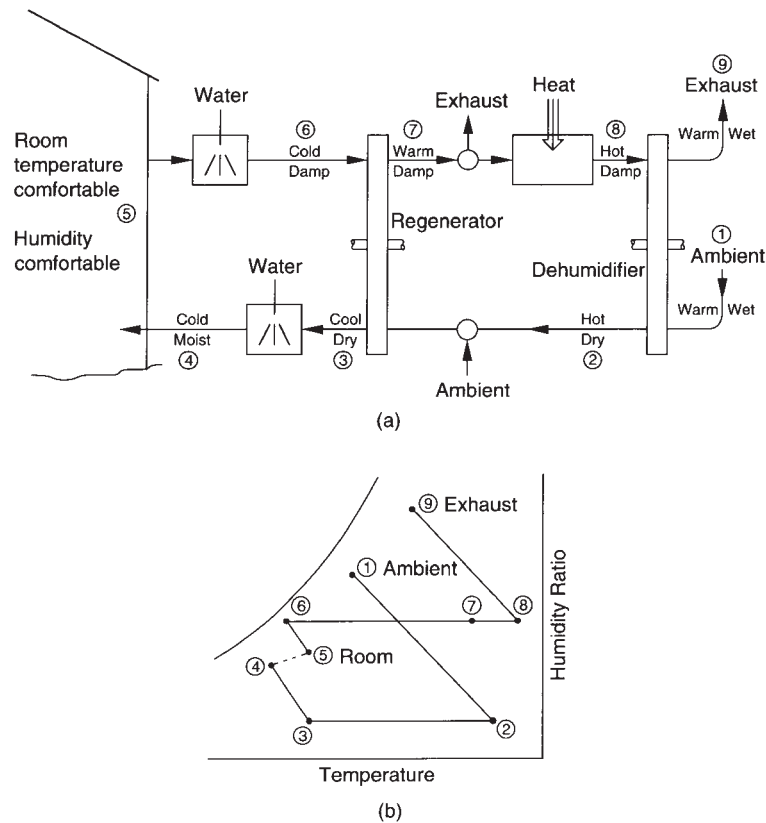 ⑨
Exhaust
Heat
Exhaust
Water
⑥
Cold
Damp
⑦
Warm
Damp
⑧
Hot
Damp
Warm Wet
Room
temperature
comfortable
⑤
Humidity
comfortable
Regenerator
Dehumidifier
①
Ambient
Water
Cold
Moist
④
Cool
Dry
③
Hot
Dry
②
Warm Wet
Ambient
(a)
⑨ Exhaust
① Ambient
⑥
⑦
⑧
④
⑤ Room
③
②
Humidity Ratio
Temperature
(b)